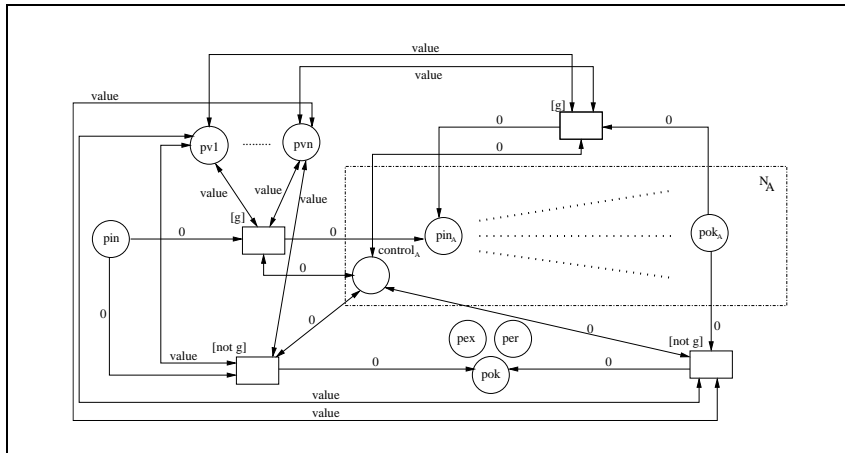 value
value
value
[g]
0
0
0
pv1
..........
pvn
N_A
value
value
value
[g]
pin
0
0
pin_A
pok_A
control_A
0
0
0
0
0
[not g]
pex
per
[not g]
value
0
pok
0
value
value